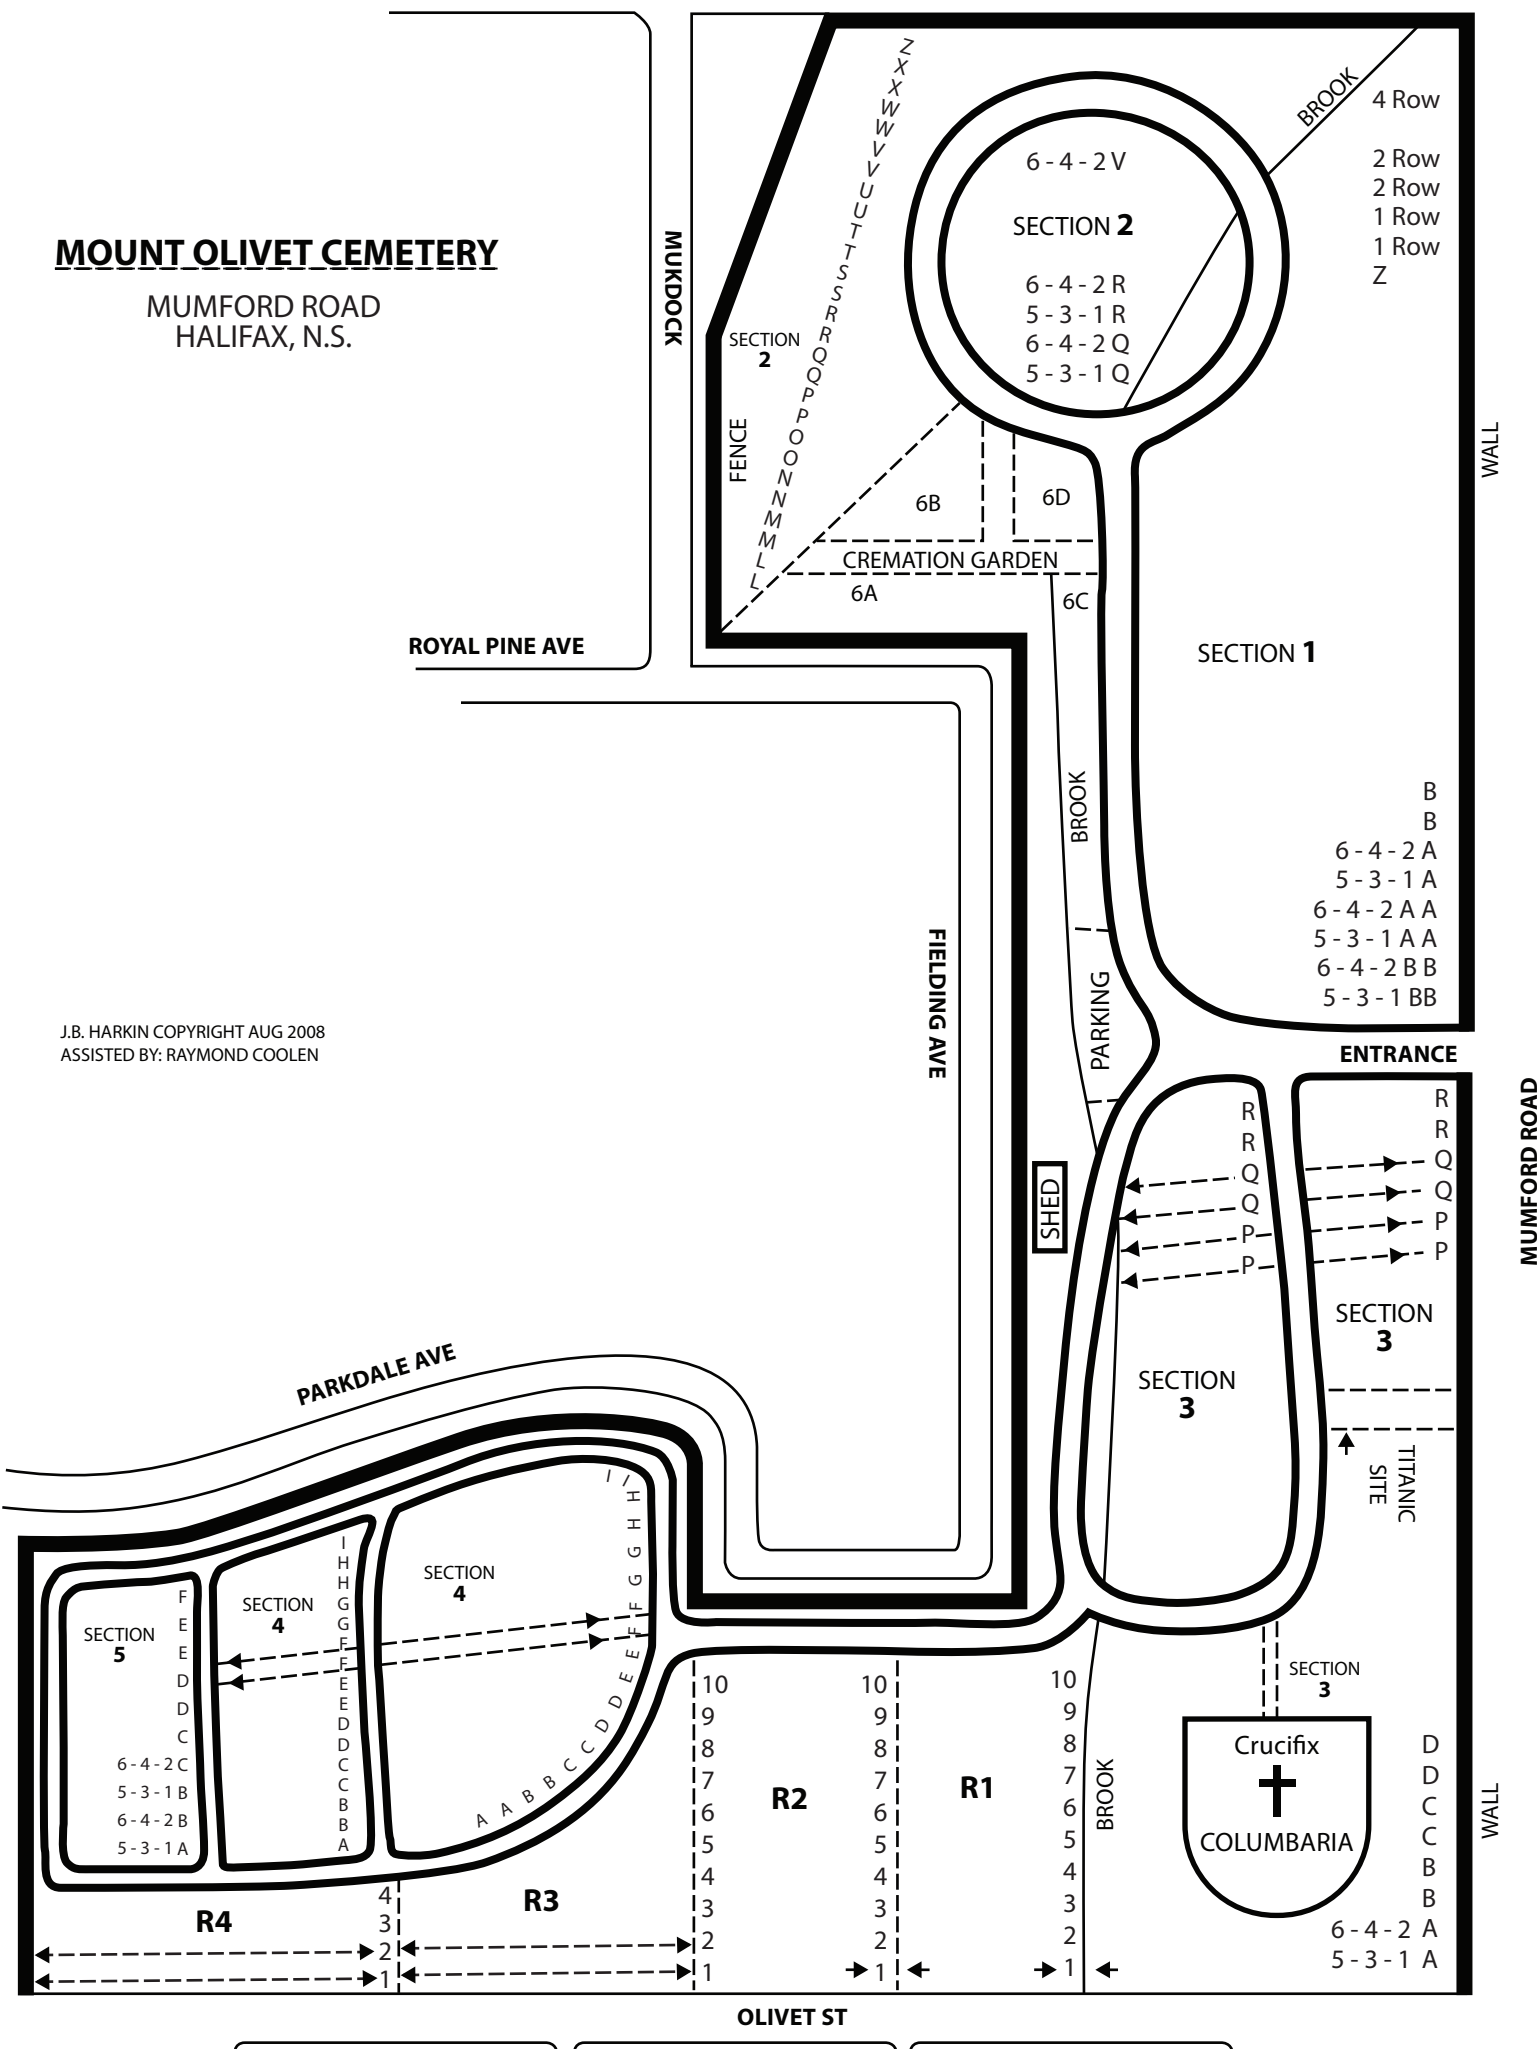 MOUNT OLIVET CEMETERY
MUMFORD ROAD
HALIFAX, N.S.
J.B. HARKIN COPYRIGHT AUG 2008
ASSISTED BY: RAYMOND COOLEN
MUKDOCK
ROYAL PINE AVE
FIELDING AVE
PARKDALE AVE
SECTION
2
FENCE
Z
X
X
W
W
V
V
U
U
T
T
S
S
R
R
Q
Q
P
P
O
O
N
N
M
M
L
L
6 - 4 - 2 V
SECTION 2
6 - 4 - 2 R
5 - 3 - 1 R
6 - 4 - 2 Q
5 - 3 - 1 Q
BROOK
4 Row
2 Row
2 Row
1 Row
1 Row
Z
WALL
6B
6D
CREMATION GARDEN
6A
6C
SECTION 1
BROOK
B
B
6 - 4 - 2 A
5 - 3 - 1 A
6 - 4 - 2 A A
5 - 3 - 1 A A
6 - 4 - 2 B B
5 - 3 - 1 BB
PARKING
ENTRANCE
MUMFORD ROAD
SHED
R
R
Q
Q
P
P
R
R
Q
Q
P
P
SECTION
3
SECTION
3
TITANIC
SITE
SECTION
5
F
E
E
D
D
C
6 - 4 - 2 C
5 - 3 - 1 B
6 - 4 - 2 B
5 - 3 - 1 A
SECTION
4
I
H
H
G
G
F
F
E
E
D
D
C
C
B
B
A
SECTION
4
I
I
H
H
G
G
F
F
E
E
D
D
C
C
B
B
A
A
R4
4
3
2
1
R3
10
9
8
7
6
5
4
3
2
1
R2
10
9
8
7
6
5
4
3
2
1
R1
10
9
8
7
6
5
4
3
2
1
BROOK
SECTION
3
Crucifix
COLUMBARIA
D
D
C
C
B
B
6 - 4 - 2 A
5 - 3 - 1 A
WALL
OLIVET ST